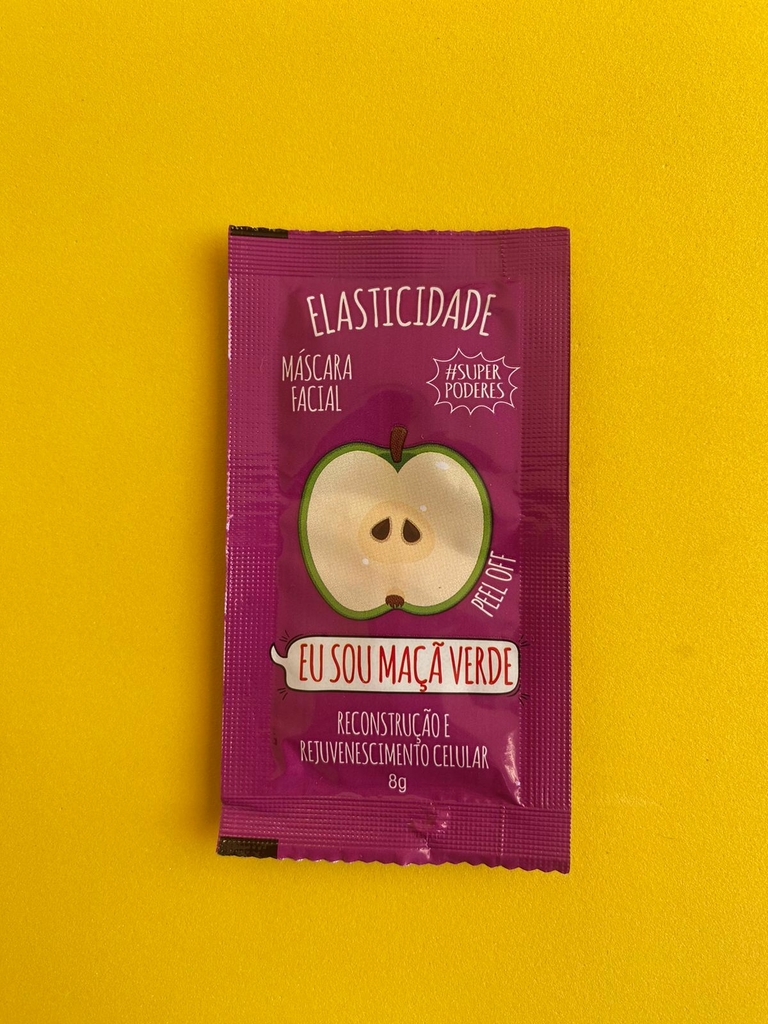 ELASTICIDADE
MÁSCARA
FACIAL
#SUPER
PODERES
PEEL OFF
EU SOU MAÇÃ VERDE
RECONSTRUÇÃO E
REJUVENESCIMENTO CELULAR
8g